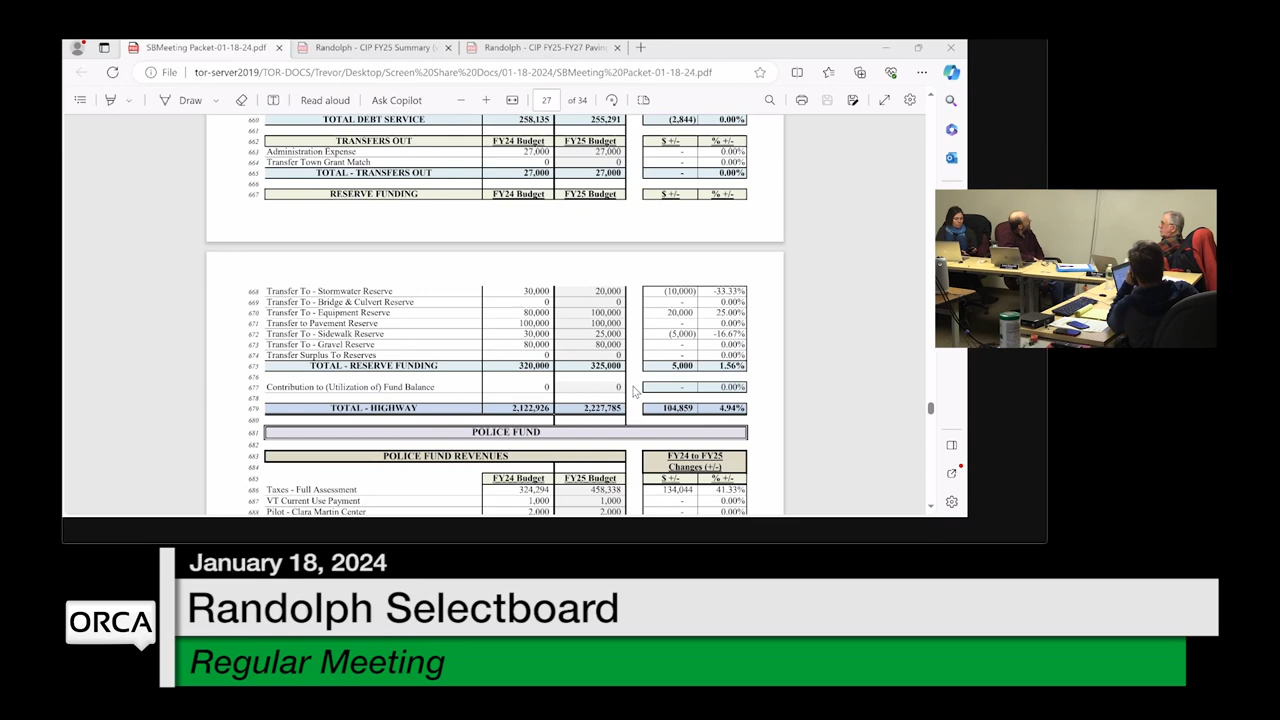 SBMeeting Packet-01-18-24.pdf
Randolph - CIP FY25 Summary (
Randolph - CIP FY25-FY27 Pavin
File tor-server2019/TOR-DOCS/Trevor/Desktop/Screen%20Share%20Docs/01-18-2024/SBMeeting%20Packet-01-18-24.pdf
Draw Read aloud Ask Copilot 27 of 34
660 TOTAL DEBT SERVICE 258,135 255,291 (2,844) 0.00%
661
662 TRANSFERS OUT FY24 Budget FY25 Budget $ +/- % +/-
663 Administration Expense 27,000 27,000 - 0.00%
664 Transfer Town Grant Match 0 0 - 0.00%
665 TOTAL - TRANSFERS OUT 27,000 27,000 - 0.00%
666
667 RESERVE FUNDING FY24 Budget FY25 Budget $ +/- % +/-
668 Transfer To - Stormwater Reserve 30,000 20,000 (10,000) -33.33%
669 Transfer To - Bridge & Culvert Reserve 0 0 - 0.00%
670 Transfer To - Equipment Reserve 80,000 100,000 20,000 25.00%
671 Transfer to Pavement Reserve 100,000 100,000 - 0.00%
672 Transfer To - Sidewalk Reserve 30,000 25,000 (5,000) -16.67%
673 Transfer To - Gravel Reserve 80,000 80,000 - 0.00%
674 Transfer Surplus To Reserves 0 0 - 0.00%
675 TOTAL - RESERVE FUNDING 320,000 325,000 5,000 1.56%
676
677 Contribution to (Utilization of) Fund Balance 0 0 - 0.00%
678
679 TOTAL - HIGHWAY 2,122,926 2,227,785 104,859 4.94%
680
681 POLICE FUND
682
683 POLICE FUND REVENUES FY24 to FY25
684 Changes (+/-)
685 FY24 Budget FY25 Budget $ +/- % +/-
686 Taxes - Full Assessment 324,294 458,338 134,044 41.33%
687 VT Current Use Payment 1,000 1,000 - 0.00%
688 Pilot - Clara Martin Center 2,000 2,000 - 0.00%
January 18, 2024
ORCA
Randolph Selectboard
Regular Meeting